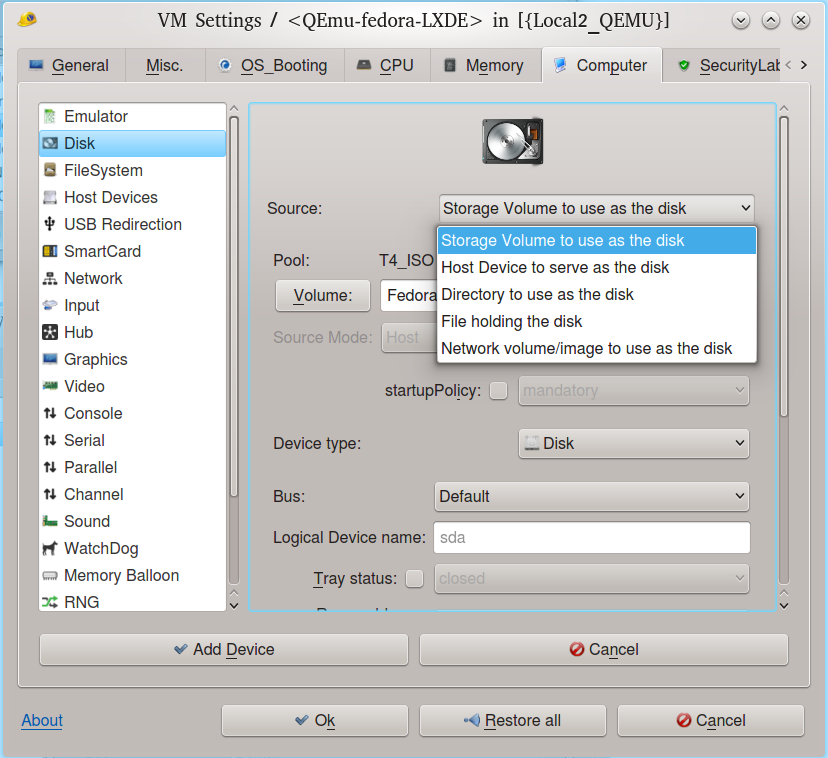 VM Settings / <QEmu-fedora-LXDE> in [{Local2_QEMU}]
General Misc. OS_Booting CPU Memory Computer SecurityLab
Emulator
Disk
FileSystem
Host Devices
USB Redirection
SmartCard
Network
Input
Hub
Graphics
Video
Console
Serial
Parallel
Channel
Sound
WatchDog
Memory Balloon
RNG
Source: Storage Volume to use as the disk
Storage Volume to use as the disk
Host Device to serve as the disk
Directory to use as the disk
File holding the disk
Network volume/image to use as the disk
Pool: T4_ISO
Volume: Fedora
Source Mode: Host
startupPolicy: mandatory
Device type: Disk
Bus: Default
Logical Device name: sda
Tray status: closed
Add Device Cancel
About Ok Restore all Cancel